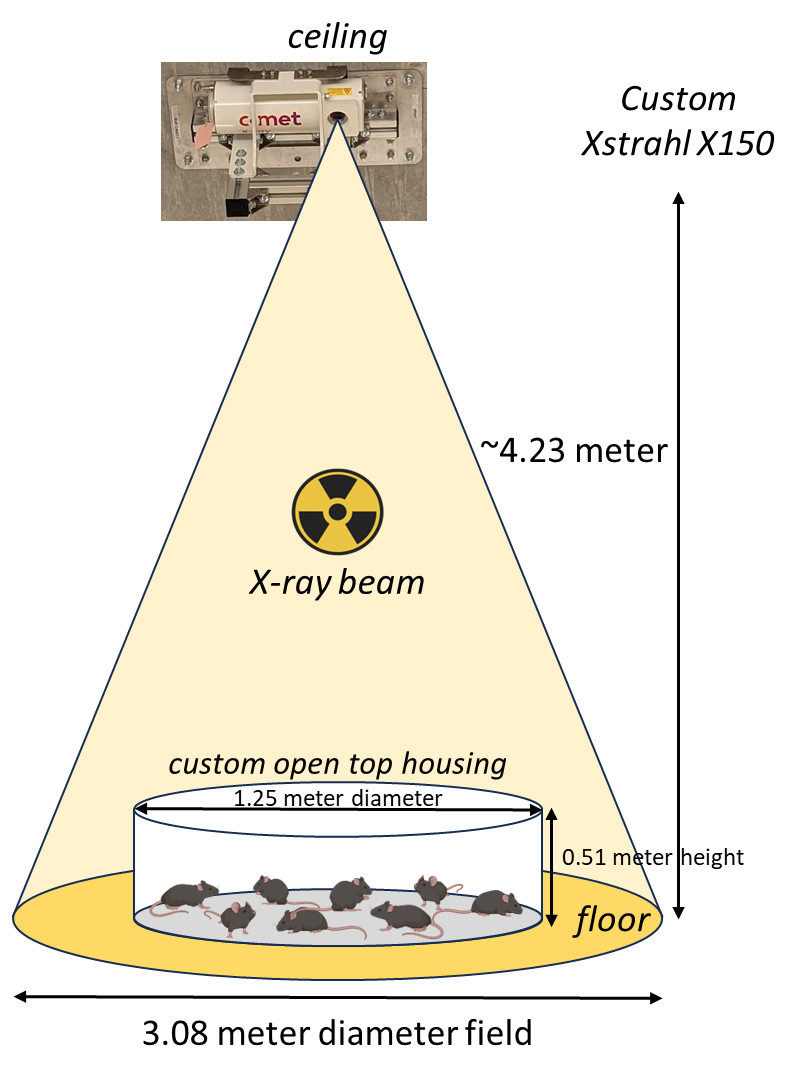 ceiling
Custom
Xstrahl X150
comet
~4.23 meter
X-ray beam
custom open top housing
1.25 meter diameter
0.51 meter height
floor
3.08 meter diameter field